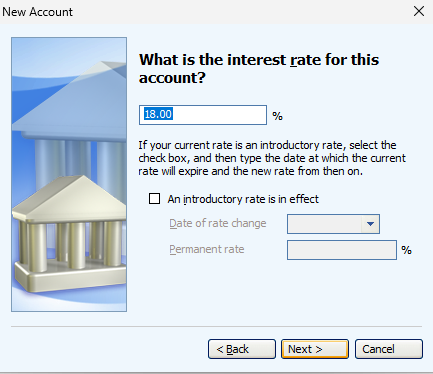 New Account
What is the interest rate for this
account?
18.00 %
If your current rate is an introductory rate, select the
check box, and then type the date at which the current
rate will expire and the new rate from then on.
An introductory rate is in effect
Date of rate change
Permanent rate %
< Back Next > Cancel